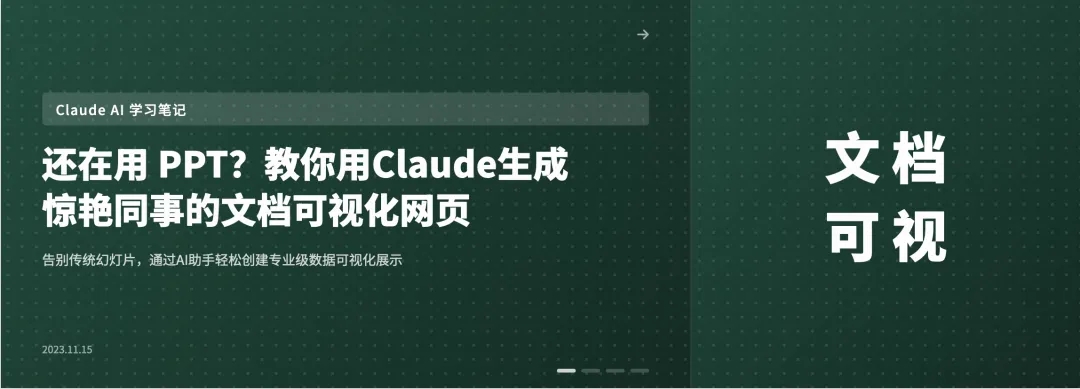 Claude AI 学习笔记
还在用 PPT？教你用Claude生成
惊艳同事的文档可视化网页
告别传统幻灯片，通过AI助手轻松创建专业级数据可视化展示
2023.11.15
文档
可视